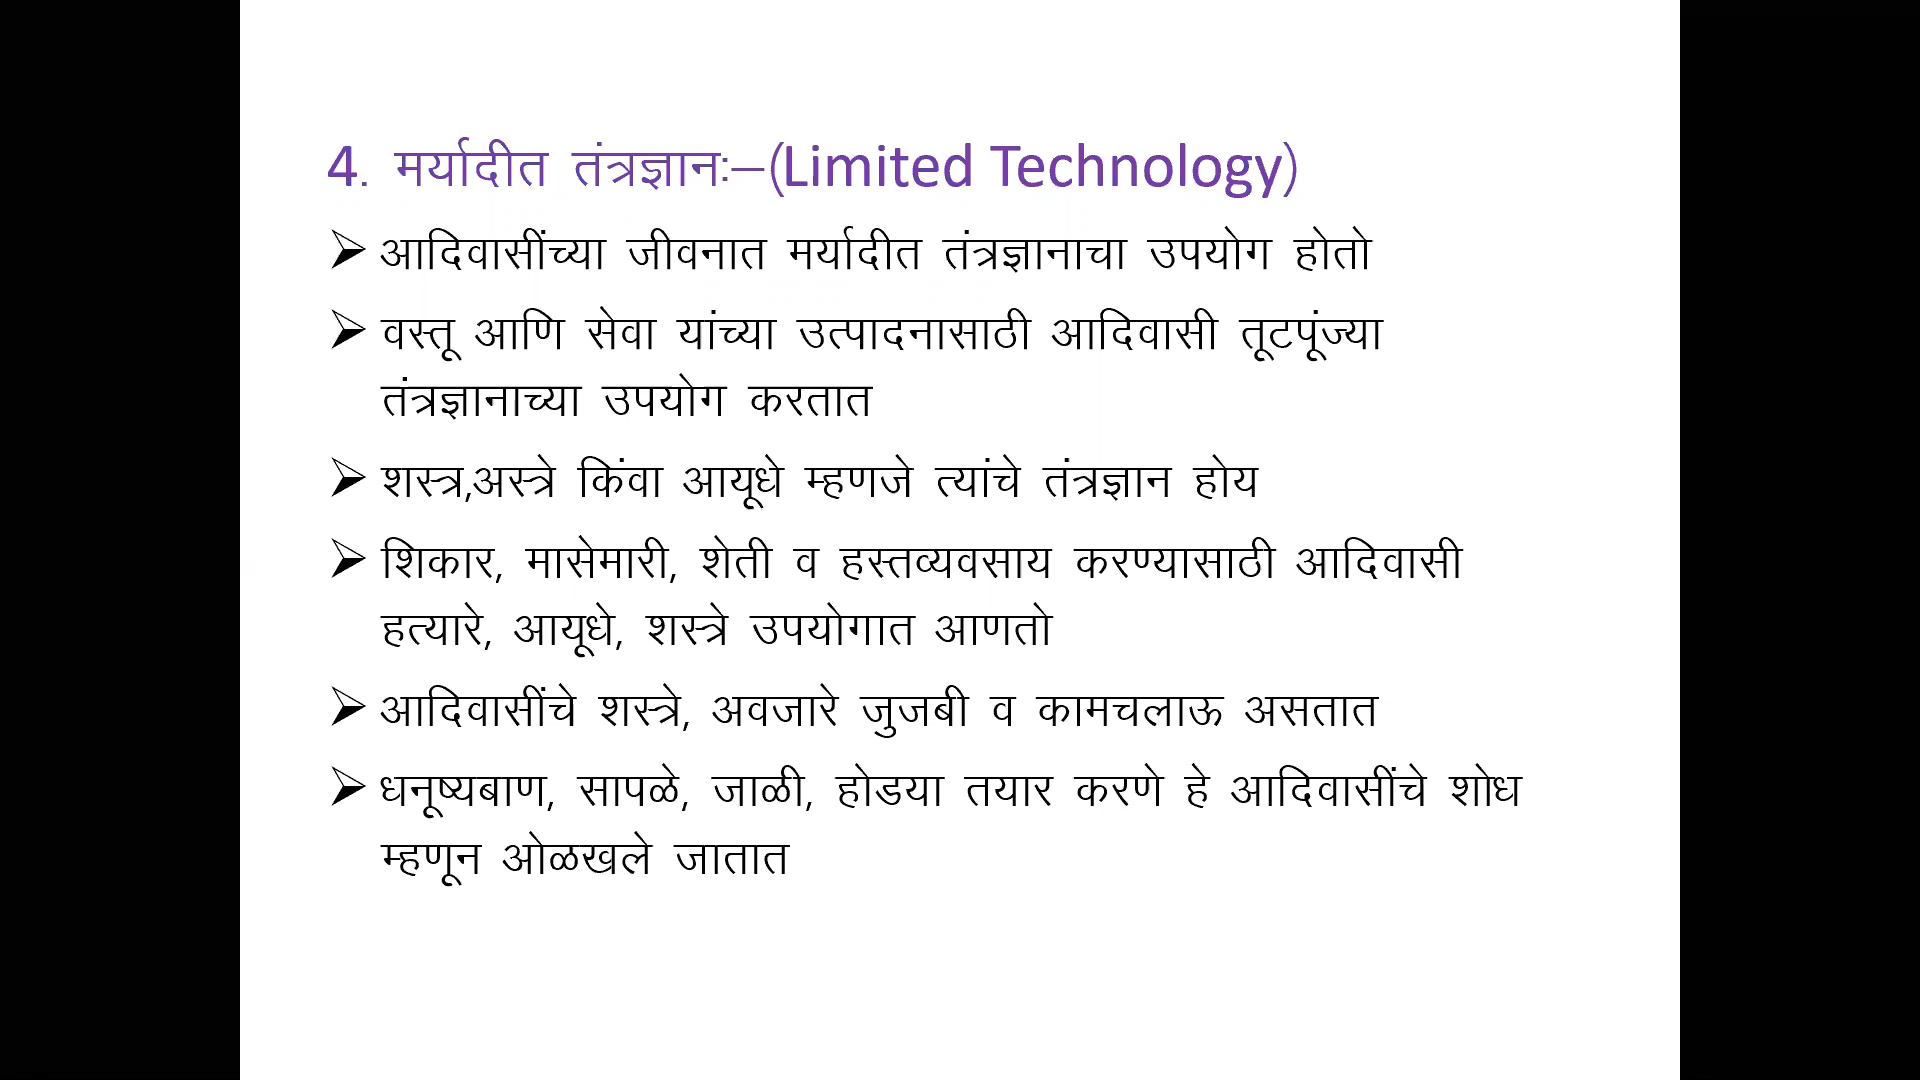 4. मर्यादीत तंत्रज्ञानः–(Limited Technology)
➢ आदिवासींच्या जीवनात मर्यादीत तंत्रज्ञानाचा उपयोग होतो
➢ वस्तू आणि सेवा यांच्या उत्पादनासाठी आदिवासी तूटपूंज्या
तंत्रज्ञानाच्या उपयोग करतात
➢ शस्त्र,अस्त्रे किंवा आयूधे म्हणजे त्यांचे तंत्रज्ञान होय
➢ शिकार, मासेमारी, शेती व हस्तव्यवसाय करण्यासाठी आदिवासी
हत्यारे, आयूधे, शस्त्रे उपयोगात आणतो
➢ आदिवासींचे शस्त्रे, अवजारे जुजबी व कामचलाऊ असतात
➢ धनूष्यबाण, सापळे, जाळी, होडया तयार करणे हे आदिवासींचे शोध
म्हणून ओळखले जातात